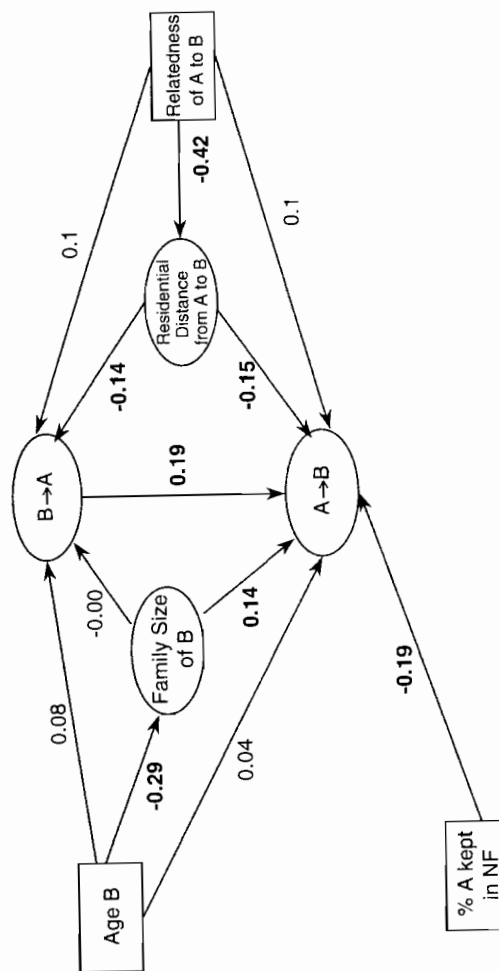 Relatedness
of A to B
0.1
-0.42
0.1
Residential
Distance
from A to B
-0.14
-0.15
B→A
0.19
A→B
-0.00
0.14
Family Size
of B
0.08
-0.29
0.04
-0.19
Age B
% A kept
in NF